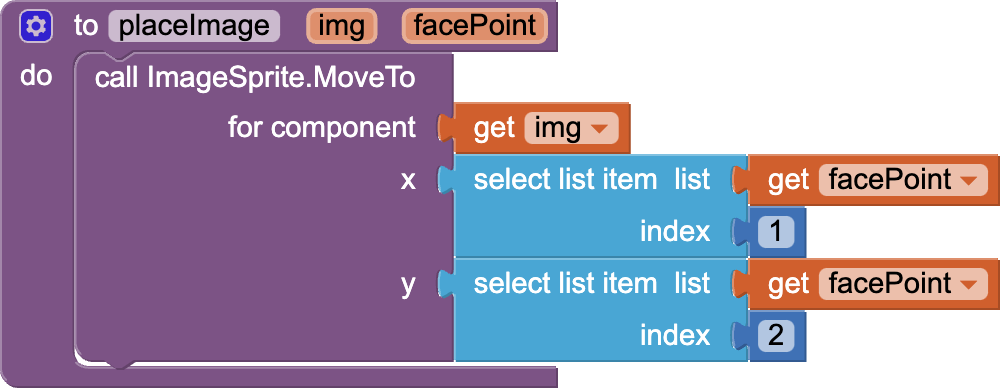 to placeImage img facePoint
do call ImageSprite.MoveTo
for component get img
x select list item list get facePoint
index 1
y select list item list get facePoint
index 2